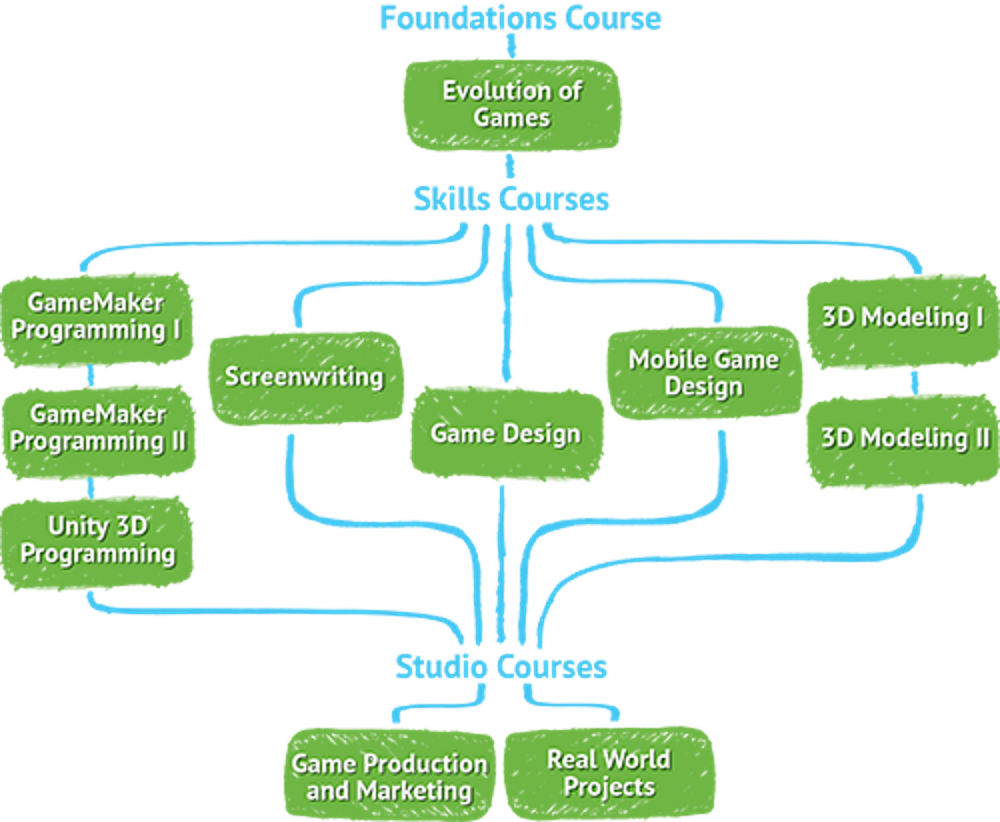 Foundations Course
Evolution of
Games
Skills Courses
GameMaker
Programming I
GameMaker
Programming II
Unity 3D
Programming
Screenwriting
Game Design
Mobile Game
Design
3D Modeling I
3D Modeling II
Studio Courses
Game Production
and Marketing
Real World
Projects